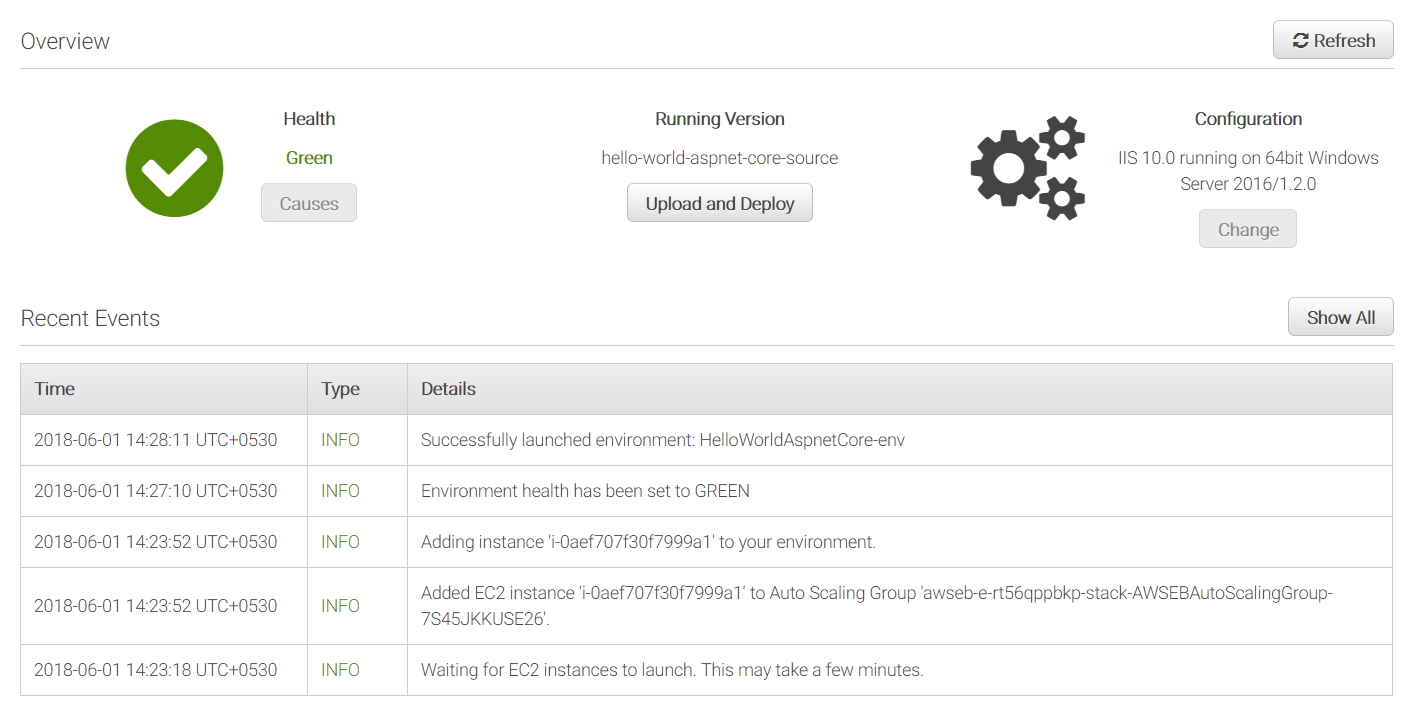 Overview
Refresh
Health
Green
Causes
Running Version
hello-world-aspnet-core-source
Upload and Deploy
Configuration
IIS 10.0 running on 64bit Windows
Server 2016/1.2.0
Change
Recent Events
Show All
Time Type Details
2018-06-01 14:28:11 UTC+0530 INFO Successfully launched environment: HelloWorldAspnetCore-env
2018-06-01 14:27:10 UTC+0530 INFO Environment health has been set to GREEN
2018-06-01 14:23:52 UTC+0530 INFO Adding instance 'i-0aef707f30f7999a1' to your environment.
2018-06-01 14:23:52 UTC+0530 INFO Added EC2 instance 'i-0aef707f30f7999a1' to Auto Scaling Group 'awseb-e-rt56qppbkp-stack-AWSEBAutoScalingGroup-
7S45JKKUSE26'.
2018-06-01 14:23:18 UTC+0530 INFO Waiting for EC2 instances to launch. This may take a few minutes.